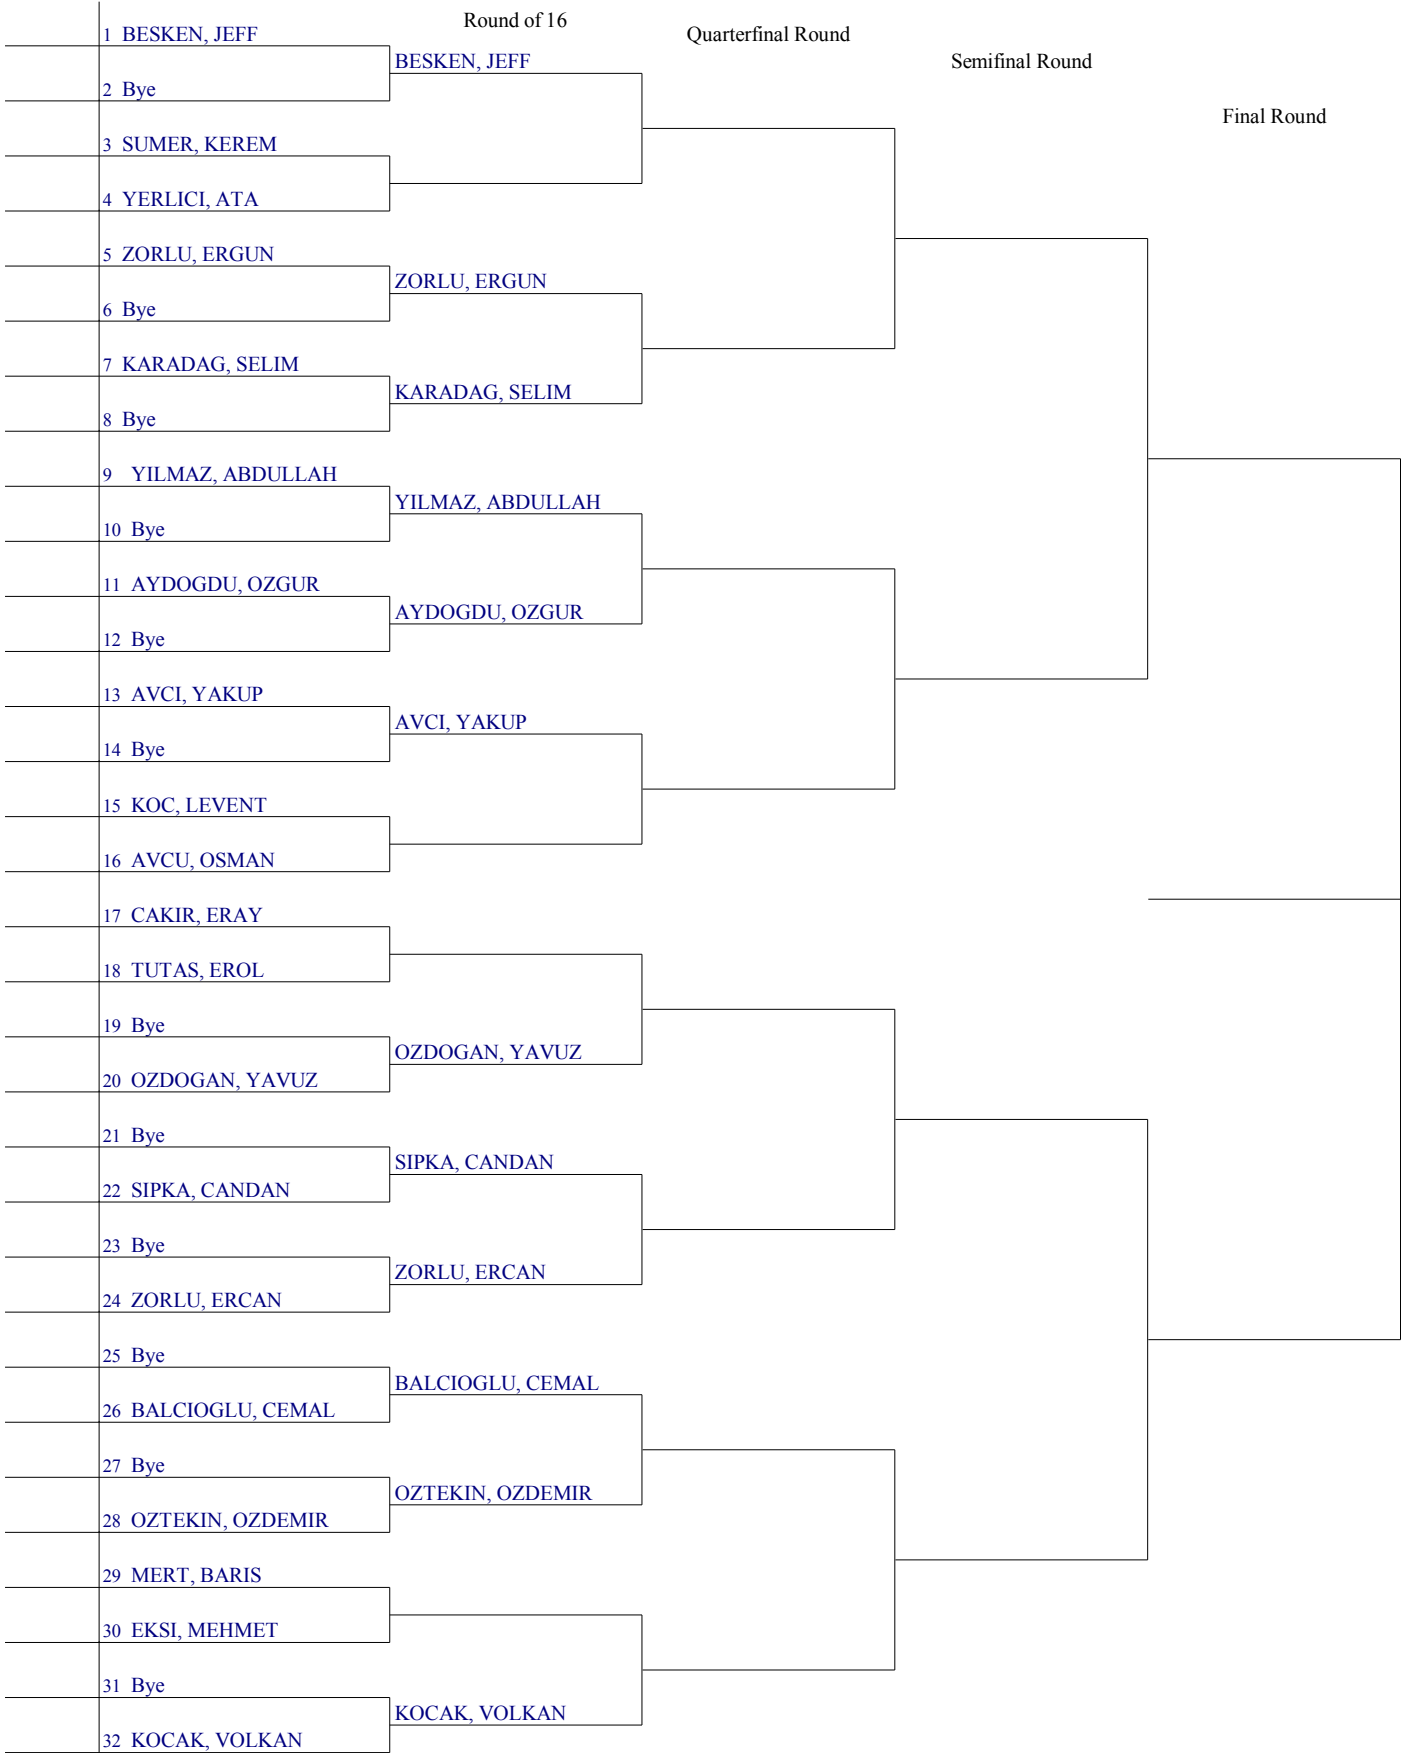 Round of 16
Quarterfinal Round
Semifinal Round
Final Round
1 BESKEN, JEFF
BESKEN, JEFF
2 Bye
3 SUMER, KEREM
4 YERLICI, ATA
5 ZORLU, ERGUN
ZORLU, ERGUN
6 Bye
7 KARADAG, SELIM
KARADAG, SELIM
8 Bye
9 YILMAZ, ABDULLAH
YILMAZ, ABDULLAH
10 Bye
11 AYDOGDU, OZGUR
AYDOGDU, OZGUR
12 Bye
13 AVCI, YAKUP
AVCI, YAKUP
14 Bye
15 KOC, LEVENT
16 AVCU, OSMAN
17 CAKIR, ERAY
18 TUTAS, EROL
19 Bye
OZDOGAN, YAVUZ
20 OZDOGAN, YAVUZ
21 Bye
SIPKA, CANDAN
22 SIPKA, CANDAN
23 Bye
ZORLU, ERCAN
24 ZORLU, ERCAN
25 Bye
BALCIOGLU, CEMAL
26 BALCIOGLU, CEMAL
27 Bye
OZTEKIN, OZDEMIR
28 OZTEKIN, OZDEMIR
29 MERT, BARIS
30 EKSI, MEHMET
31 Bye
KOCAK, VOLKAN
32 KOCAK, VOLKAN